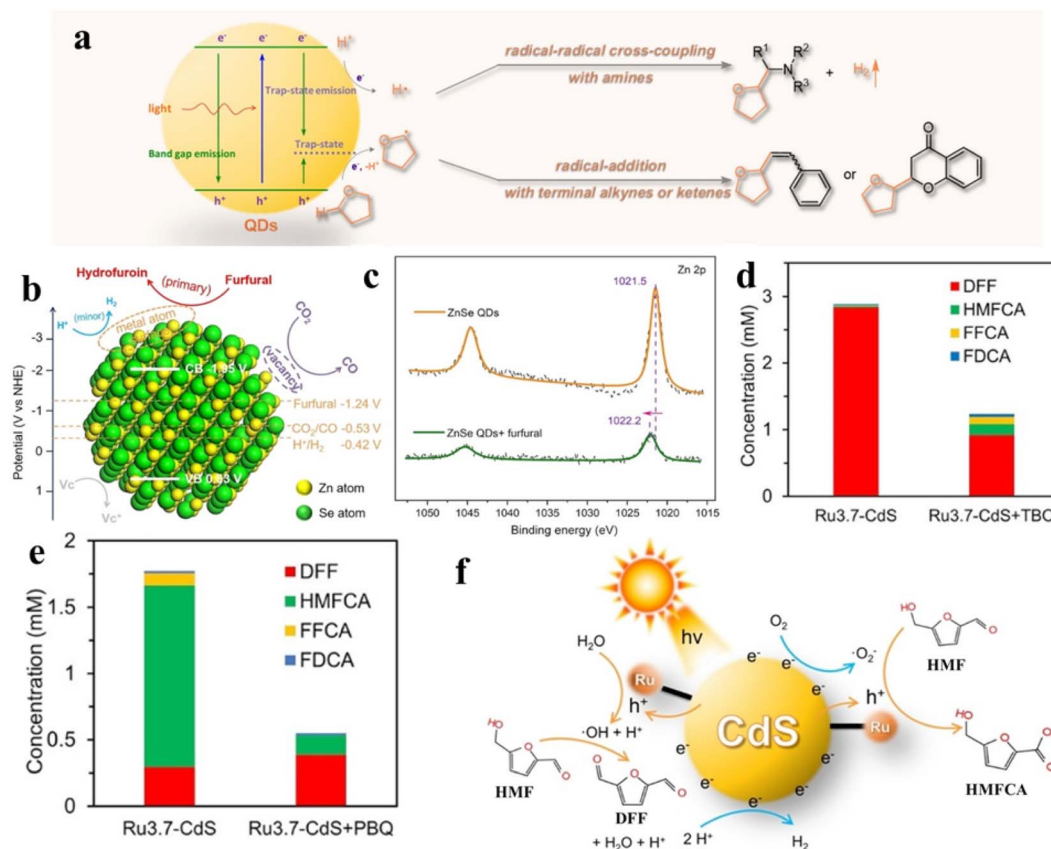 a
e⁻ e⁻ e⁻ H⁺
e⁻
H•
light
Trap-state emission
Trap-state
Band gap emission
e⁻, -H⁺
h⁺ h⁺ h⁺
H
QDs
radical-radical cross-coupling
with amines
R¹ R²
N
R³
+ H₂
radical-addition
with terminal alkynes or ketenes
or
O
O
b
Hydrofuroin
(primary)
Furfural
H⁺ (minor) H₂
metal atom
CO₂
CO
vacancy
Potential (V vs NHE)
-3
-2
-1
0
1
CB -1.95 V
Furfural -1.24 V
CO₂/CO -0.53 V
H⁺/H₂ -0.42 V
VB 0.63 V
Vc
Vc⁺
Zn atom
Se atom
c
Zn 2p
1021.5
ZnSe QDs
1022.2
ZnSe QDs+ furfural
1050 1045 1040 1035 1030 1025 1020 1015
Binding energy (eV)
d
Concentration (mM)
3
2
1
0
DFF
HMFCA
FFCA
FDCA
Ru3.7-CdS Ru3.7-CdS+TBC
e
Concentration (mM)
2
1.5
1
0.5
0
DFF
HMFCA
FFCA
FDCA
Ru3.7-CdS Ru3.7-CdS+PBQ
f
hν
H₂O
O₂
·O₂⁻
HO
O
HMF
Ru
h⁺
e⁻ e⁻ e⁻ e⁻
h⁺
CdS
Ru
·OH + H⁺
HO
O
HMF
O
O
DFF
+ H₂O + H⁺
e⁻ e⁻ e⁻ e⁻ e⁻
2 H⁺
H₂
HO
O
HMFCA